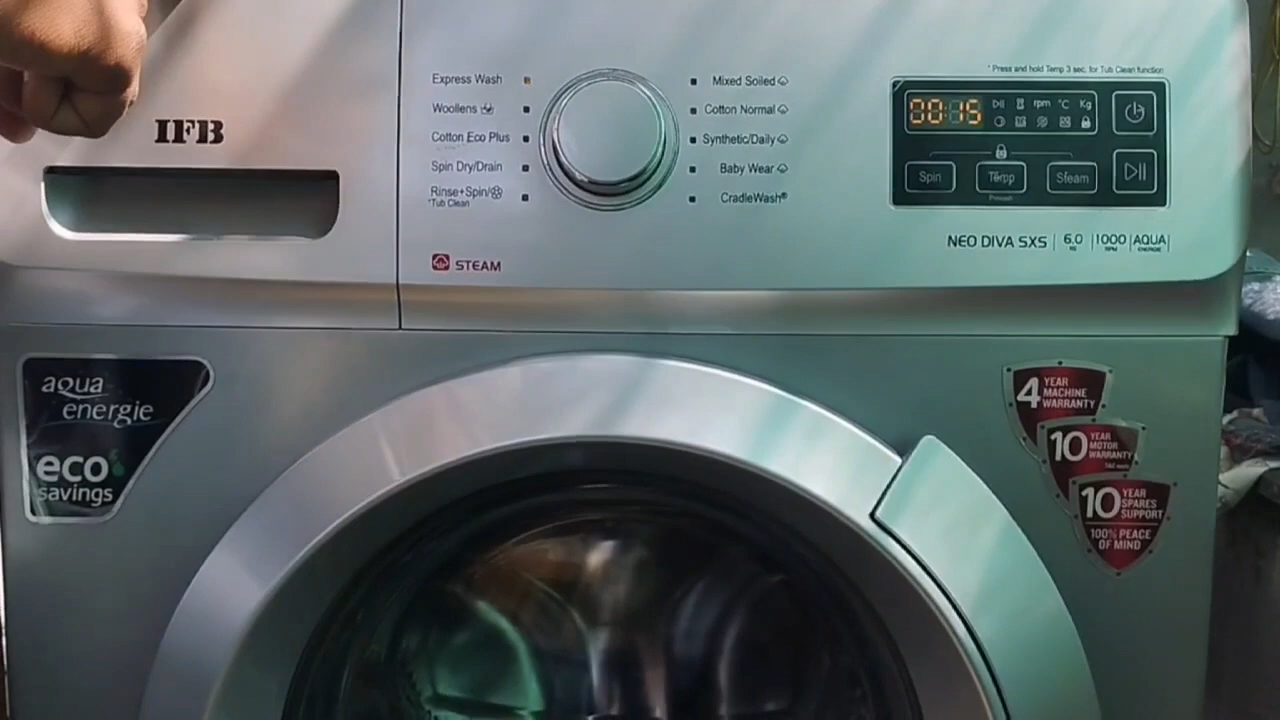 IFB
Express Wash
Woollens
Cotton Eco Plus
Spin Dry/Drain
Rinse+Spin/
*Tub Clean
Mixed Soiled
Cotton Normal
Synthetic/Daily
Baby Wear
CradleWash®
STEAM
* Press and hold Temp 3 sec. for Tub Clean function
00:15
rpm °C Kg
Spin
Temp
Steam
NEO DIVA SXS 6.0 KG 1000 RPM AQUA ENERGIE
aqua
energie
eco
savings
4 YEAR
MACHINE
WARRANTY
10 YEAR
MOTOR
WARRANTY
10 YEAR
SPARES
SUPPORT
100% PEACE
OF MIND